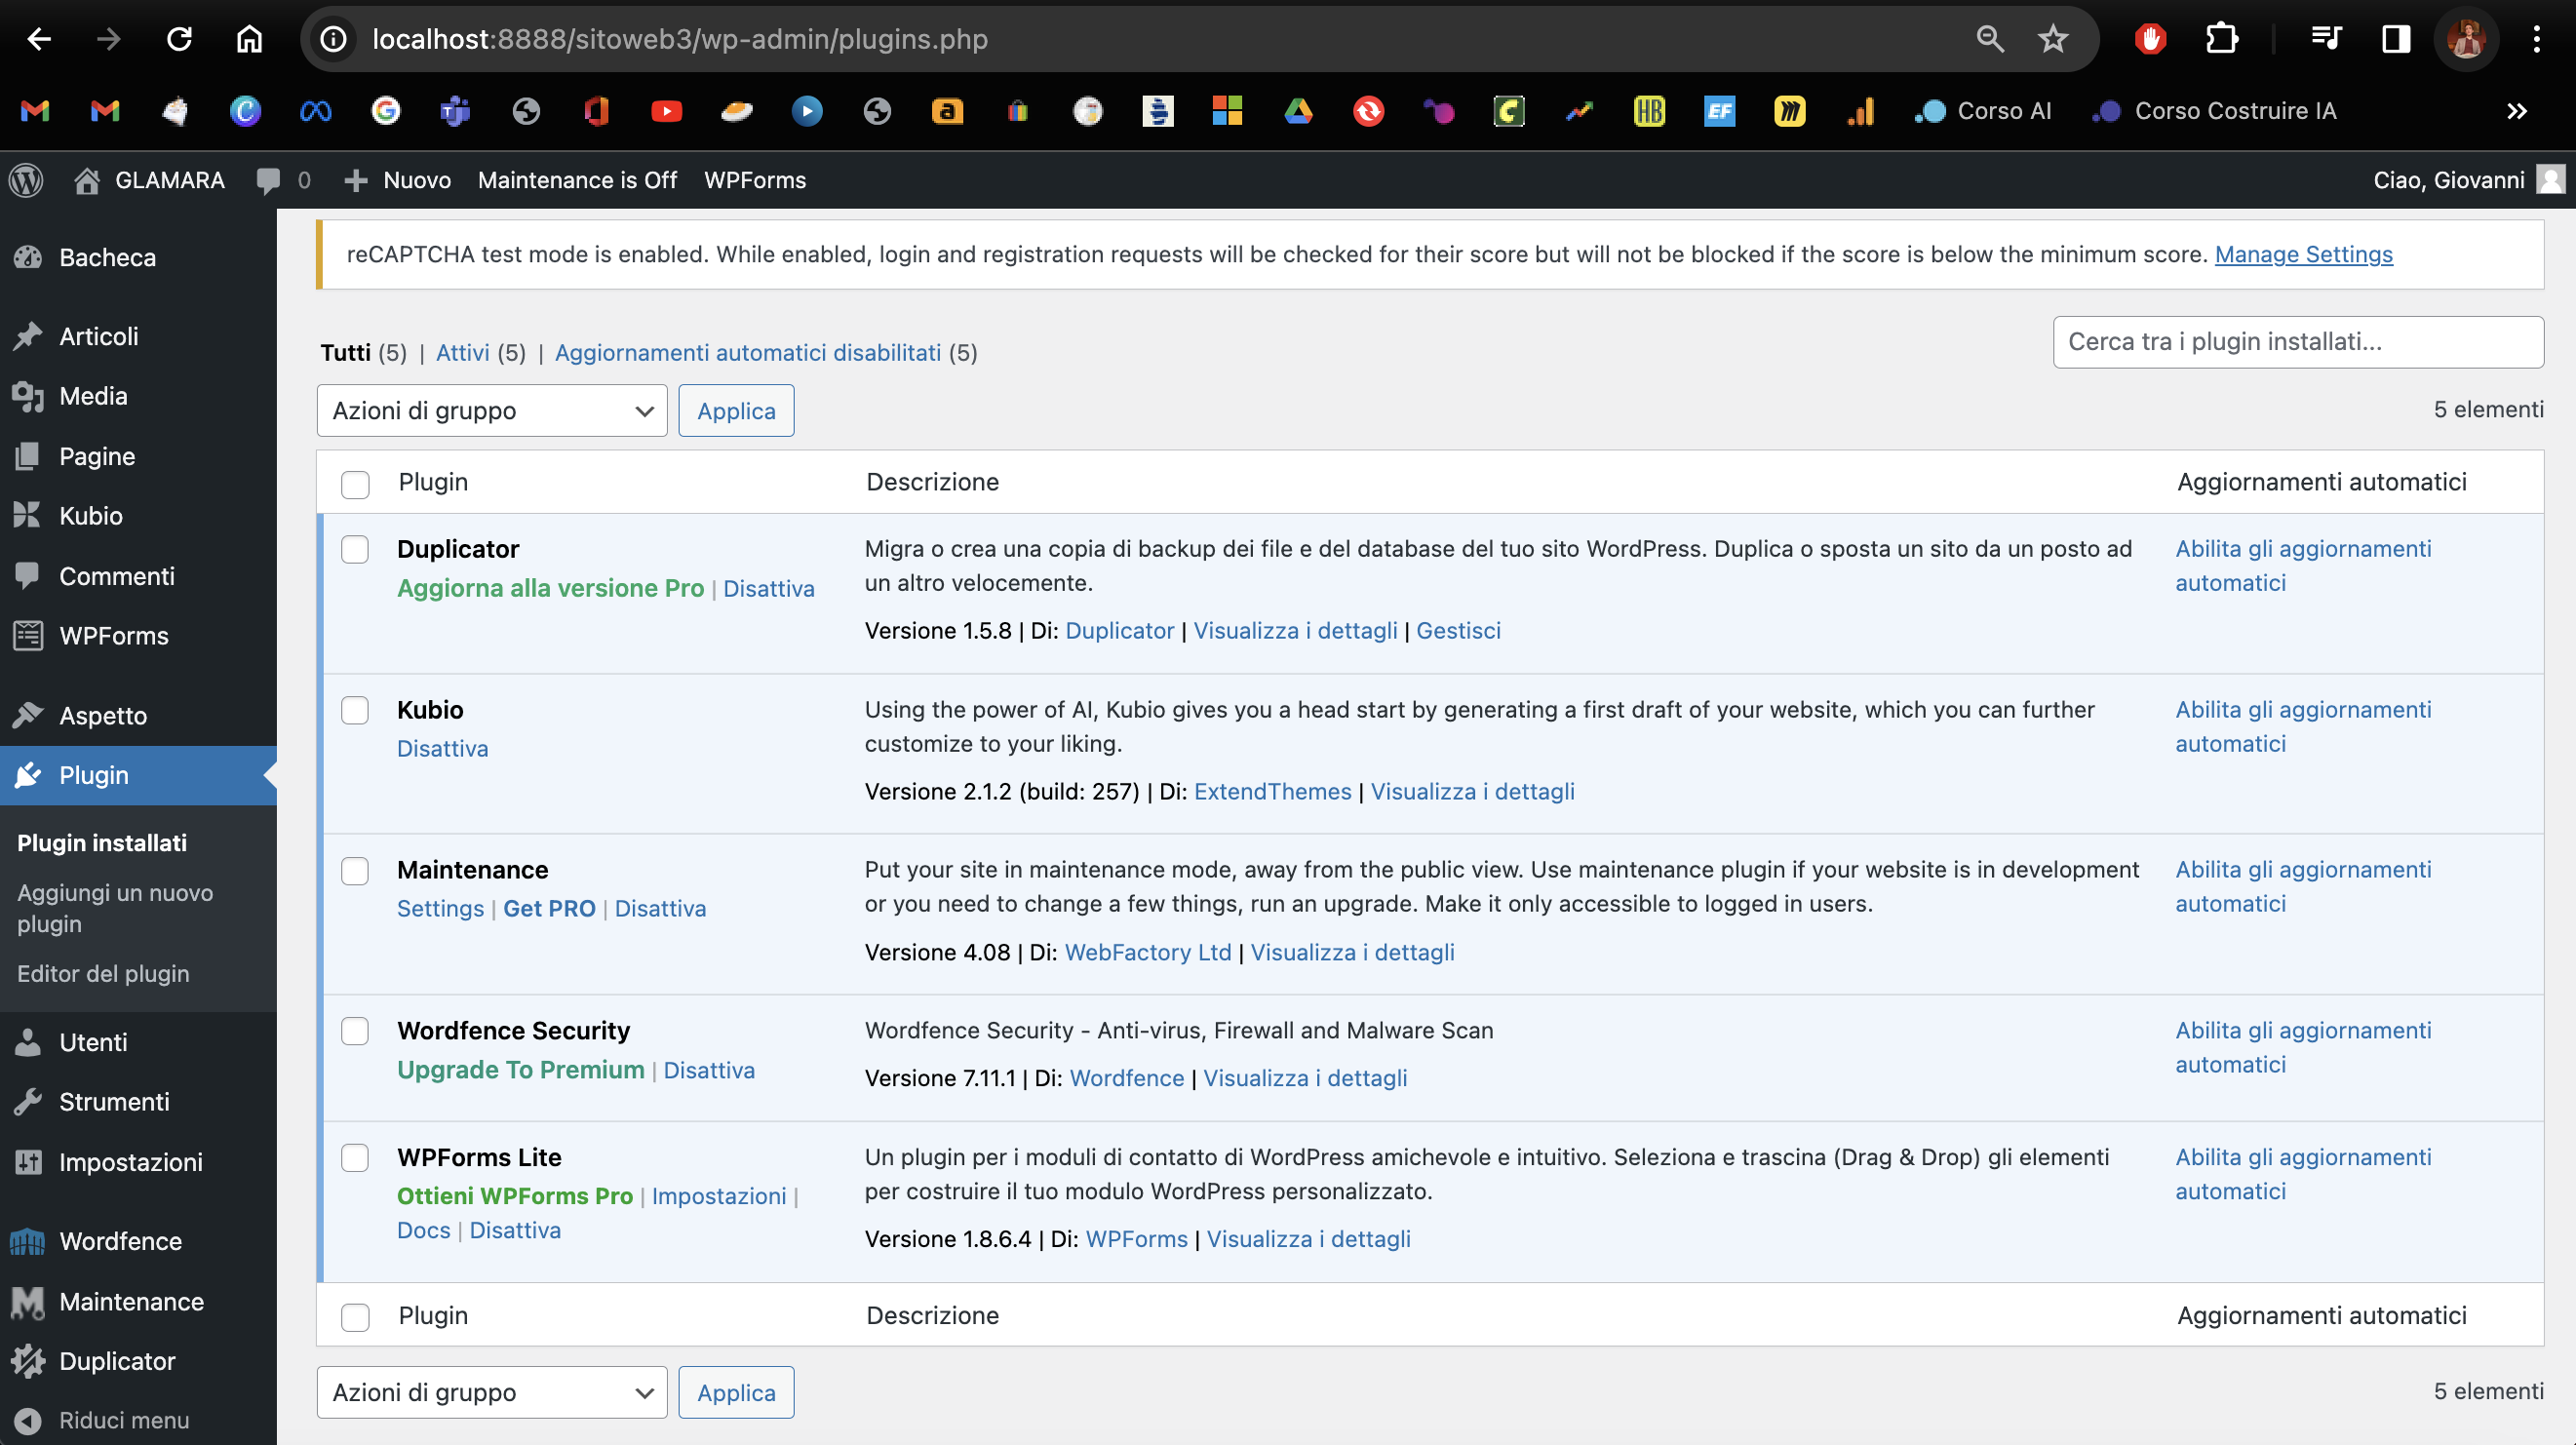 localhost:8888/sitoweb3/wp-admin/plugins.php
Corso AI
Corso Costruire IA
GLAMARA
0
Nuovo
Maintenance is Off
WPForms
Ciao, Giovanni
Bacheca
Articoli
Media
Pagine
Kubio
Commenti
WPForms
Aspetto
Plugin
Plugin installati
Aggiungi un nuovo
plugin
Editor del plugin
Utenti
Strumenti
Impostazioni
Wordfence
Maintenance
Duplicator
Riduci menu
reCAPTCHA test mode is enabled. While enabled, login and registration requests will be checked for their score but will not be blocked if the score is below the minimum score. Manage Settings
Tutti (5) | Attivi (5) | Aggiornamenti automatici disabilitati (5)
Cerca tra i plugin installati...
Azioni di gruppo
Applica
5 elementi
Plugin
Descrizione
Aggiornamenti automatici
Duplicator
Aggiorna alla versione Pro | Disattiva
Migra o crea una copia di backup dei file e del database del tuo sito WordPress. Duplica o sposta un sito da un posto ad
un altro velocemente.
Versione 1.5.8 | Di: Duplicator | Visualizza i dettagli | Gestisci
Abilita gli aggiornamenti
automatici
Kubio
Disattiva
Using the power of AI, Kubio gives you a head start by generating a first draft of your website, which you can further
customize to your liking.
Versione 2.1.2 (build: 257) | Di: ExtendThemes | Visualizza i dettagli
Abilita gli aggiornamenti
automatici
Maintenance
Settings | Get PRO | Disattiva
Put your site in maintenance mode, away from the public view. Use maintenance plugin if your website is in development
or you need to change a few things, run an upgrade. Make it only accessible to logged in users.
Versione 4.08 | Di: WebFactory Ltd | Visualizza i dettagli
Abilita gli aggiornamenti
automatici
Wordfence Security
Upgrade To Premium | Disattiva
Wordfence Security - Anti-virus, Firewall and Malware Scan
Versione 7.11.1 | Di: Wordfence | Visualizza i dettagli
Abilita gli aggiornamenti
automatici
WPForms Lite
Ottieni WPForms Pro | Impostazioni |
Docs | Disattiva
Un plugin per i moduli di contatto di WordPress amichevole e intuitivo. Seleziona e trascina (Drag & Drop) gli elementi
per costruire il tuo modulo WordPress personalizzato.
Versione 1.8.6.4 | Di: WPForms | Visualizza i dettagli
Abilita gli aggiornamenti
automatici
Plugin
Descrizione
Aggiornamenti automatici
Azioni di gruppo
Applica
5 elementi